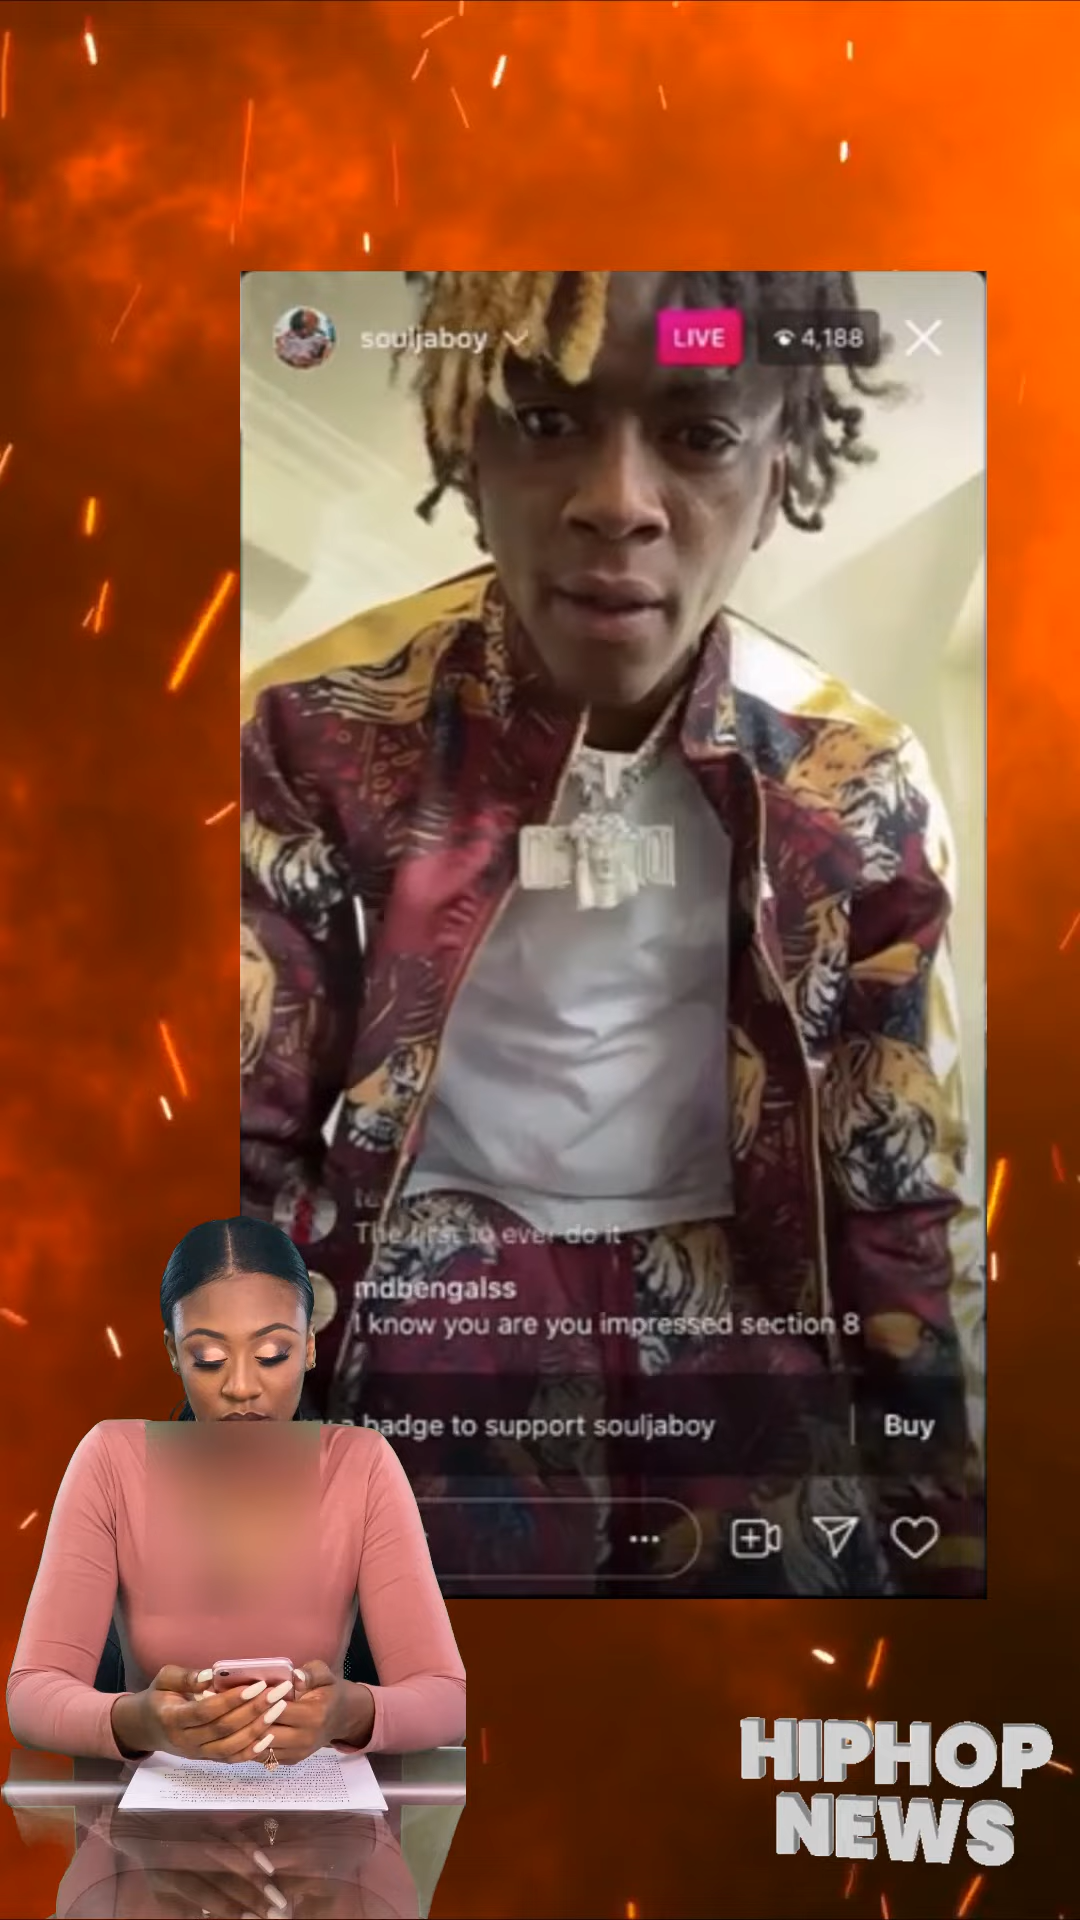 souljaboy
LIVE
4,188
The first to ever do it
mdbengalss
I know you are you impressed section 8
a badge to support souljaboy
Buy
HIPHOP
NEWS